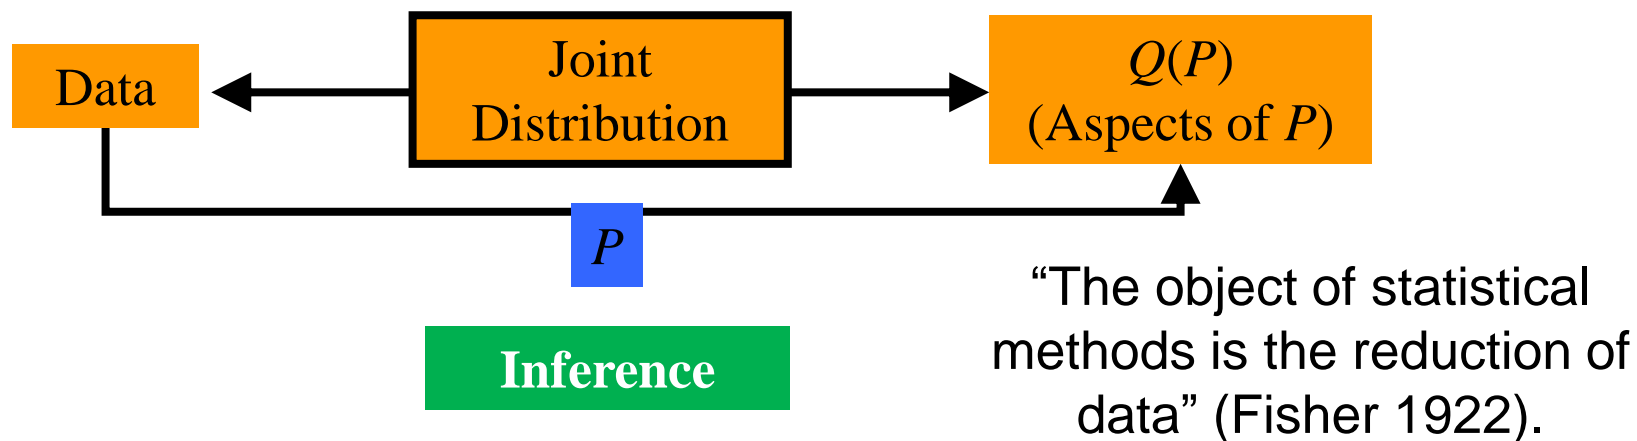 Data
Joint
Distribution
Q(P)
(Aspects of P)
P
Inference
“The object of statistical
methods is the reduction of
data” (Fisher 1922).